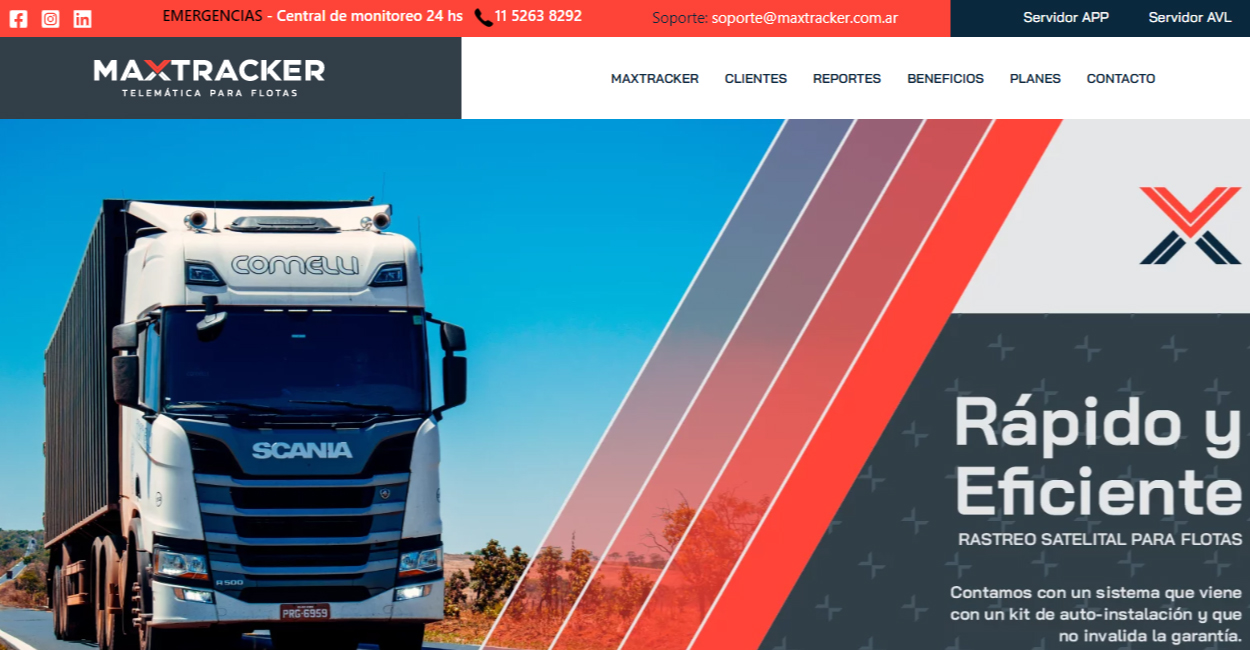 EMERGENCIAS - Central de monitoreo 24 hs 11 5263 8292
Soporte: soporte@maxtracker.com.ar
Servidor APP
Servidor AVL
MAXTRACKER
TELEMÁTICA PARA FLOTAS
MAXTRACKER
CLIENTES
REPORTES
BENEFICIOS
PLANES
CONTACTO
COMELLI
SCANIA
R 500
PRG-6959
Rápido y
Eficiente
RASTREO SATELITAL PARA FLOTAS
Contamos con un sistema que viene
con un kit de auto-instalación y que
no invalida la garantía.